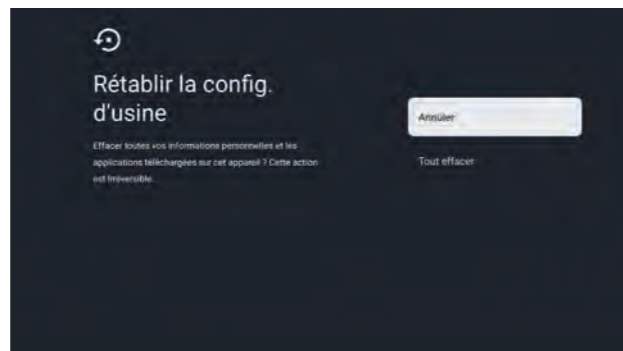 Rétablir la config.
d'usine
Effacer toutes vos informations personnelles et les
applications téléchargées sur cet appareil ? Cette action
est irréversible.
Annuler
Tout effacer